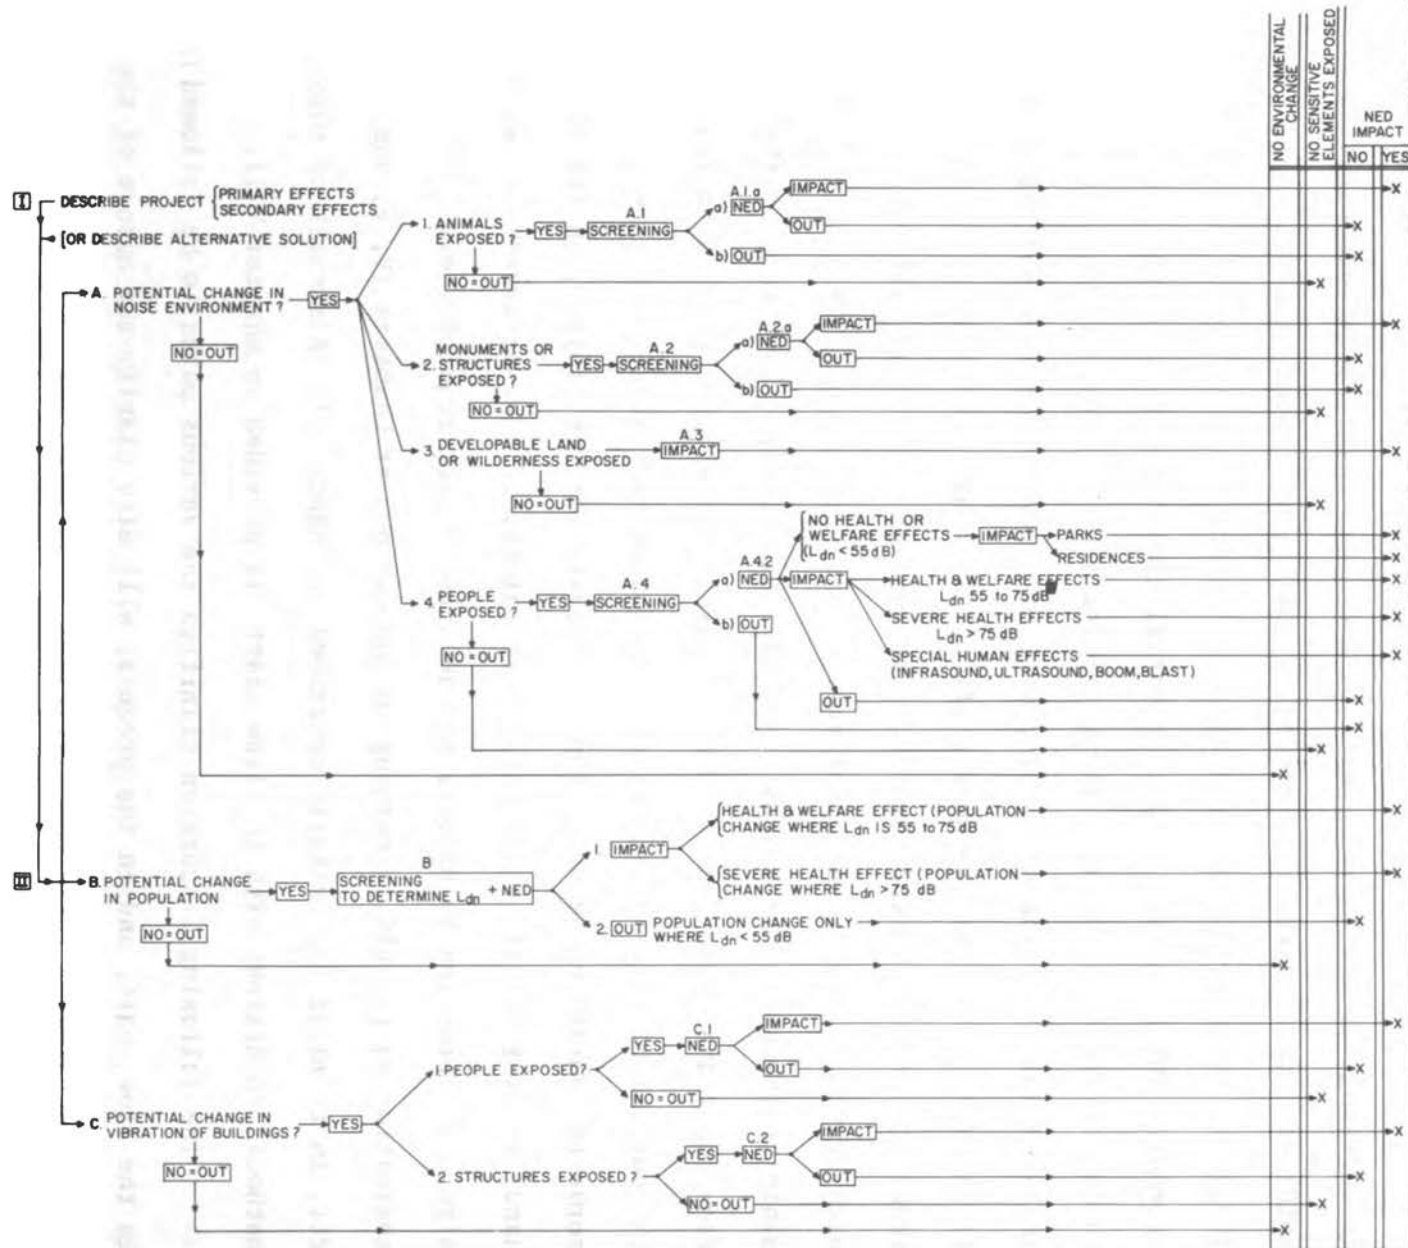 NO ENVIRONMENTAL
CHANGE
NO SENSITIVE
ELEMENTS EXPOSED
NED
IMPACT
NO YES
I DESCRIBE PROJECT { PRIMARY EFFECTS
SECONDARY EFFECTS
[OR DESCRIBE ALTERNATIVE SOLUTION]
A. POTENTIAL CHANGE IN
NOISE ENVIRONMENT?
YES
NO = OUT
1. ANIMALS
EXPOSED?
YES
A.1
SCREENING
A.1.a
a) NED
IMPACT
OUT
b) OUT
X
X
X
NO = OUT
X
MONUMENTS OR
2. STRUCTURES
EXPOSED?
YES
A.2
SCREENING
A.2.a
a) NED
IMPACT
OUT
b) OUT
X
X
X
NO = OUT
X
3. DEVELOPABLE LAND
OR WILDERNESS EXPOSED
A.3
IMPACT
X
NO = OUT
X
4. PEOPLE
EXPOSED?
YES
A.4
SCREENING
A.4.2
a) NED
b) OUT
NO HEALTH OR
WELFARE EFFECTS
(Ldn < 55 dB)
IMPACT
PARKS
X
RESIDENCES
X
IMPACT
HEALTH & WELFARE EFFECTS
Ldn 55 to 75 dB
X
SEVERE HEALTH EFFECTS
Ldn > 75 dB
X
SPECIAL HUMAN EFFECTS
(INFRASOUND, ULTRASOUND, BOOM, BLAST)
X
OUT
X
X
NO = OUT
X
X
II B. POTENTIAL CHANGE
IN POPULATION
YES
B
SCREENING
TO DETERMINE Ldn + NED
1. IMPACT
HEALTH & WELFARE EFFECT (POPULATION
CHANGE WHERE Ldn IS 55 to 75 dB
X
SEVERE HEALTH EFFECT (POPULATION
CHANGE WHERE Ldn > 75 dB
X
2. OUT POPULATION CHANGE ONLY
WHERE Ldn < 55 dB
X
NO = OUT
X
C. POTENTIAL CHANGE IN
VIBRATION OF BUILDINGS?
YES
NO = OUT
1. PEOPLE EXPOSED?
YES
C.1
NED
IMPACT
X
OUT
X
NO = OUT
X
2. STRUCTURES EXPOSED?
YES
C.2
NED
IMPACT
X
OUT
X
NO = OUT
X
X